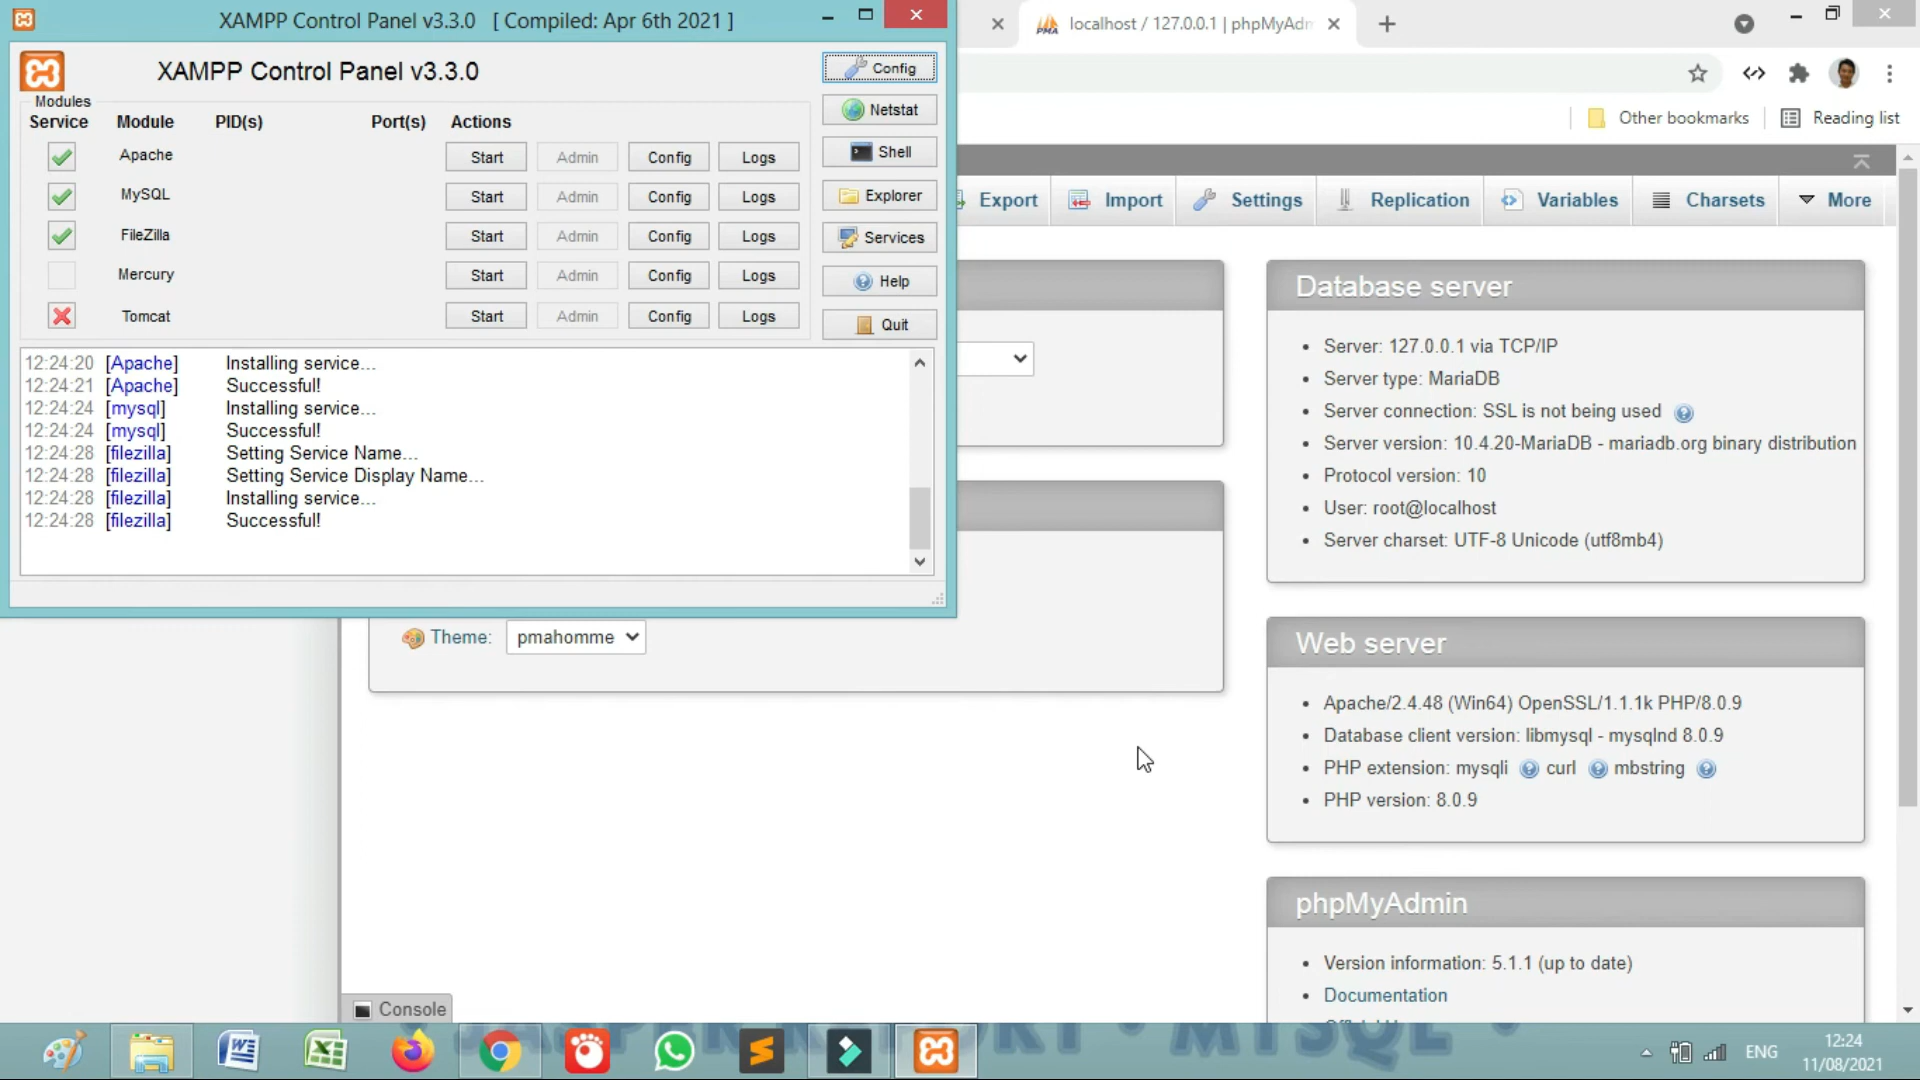 XAMPP Control Panel v3.3.0 [ Compiled: Apr 6th 2021 ]
XAMPP Control Panel v3.3.0
Modules
Service Module PID(s) Port(s) Actions
Apache Start Admin Config Logs
MySQL Start Admin Config Logs
FileZilla Start Admin Config Logs
Mercury Start Admin Config Logs
Tomcat Start Admin Config Logs
Config
Netstat
Shell
Explorer
Services
Help
Quit
12:24:20 [Apache] Installing service...
12:24:21 [Apache] Successful!
12:24:24 [mysql] Installing service...
12:24:24 [mysql] Successful!
12:24:28 [filezilla] Setting Service Name...
12:24:28 [filezilla] Setting Service Display Name...
12:24:28 [filezilla] Installing service...
12:24:28 [filezilla] Successful!
PMA localhost / 127.0.0.1 | phpMyAdm
Other bookmarks Reading list
Export Import Settings Replication Variables Charsets More
Theme: pmahomme
Database server
Server: 127.0.0.1 via TCP/IP
Server type: MariaDB
Server connection: SSL is not being used
Server version: 10.4.20-MariaDB - mariadb.org binary distribution
Protocol version: 10
User: root@localhost
Server charset: UTF-8 Unicode (utf8mb4)
Web server
Apache/2.4.48 (Win64) OpenSSL/1.1.1k PHP/8.0.9
Database client version: libmysql - mysqlnd 8.0.9
PHP extension: mysqli curl mbstring
PHP version: 8.0.9
phpMyAdmin
Version information: 5.1.1 (up to date)
Documentation
Console
MYSQL
ENG
12:24
11/08/2021